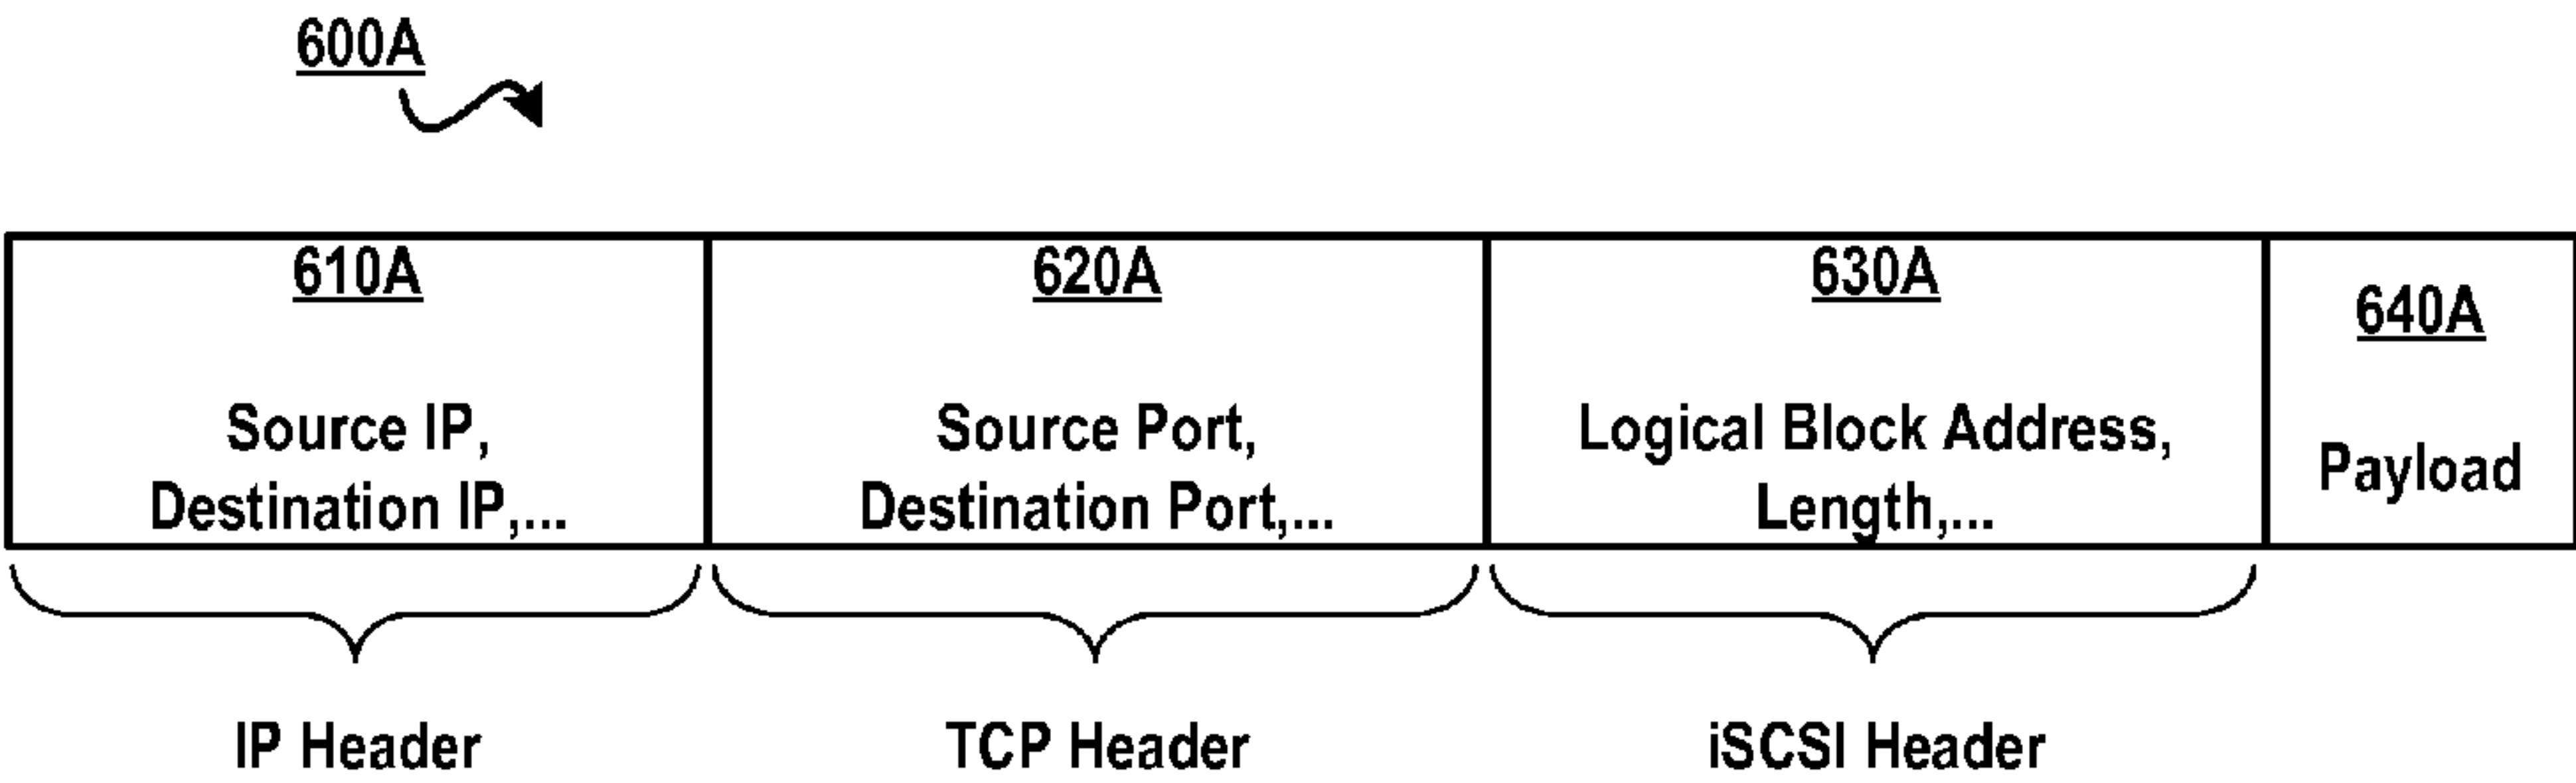 600A
610A
Source IP,
Destination IP,...
620A
Source Port,
Destination Port,...
630A
Logical Block Address,
Length,...
640A
Payload
IP Header
TCP Header
iSCSI Header